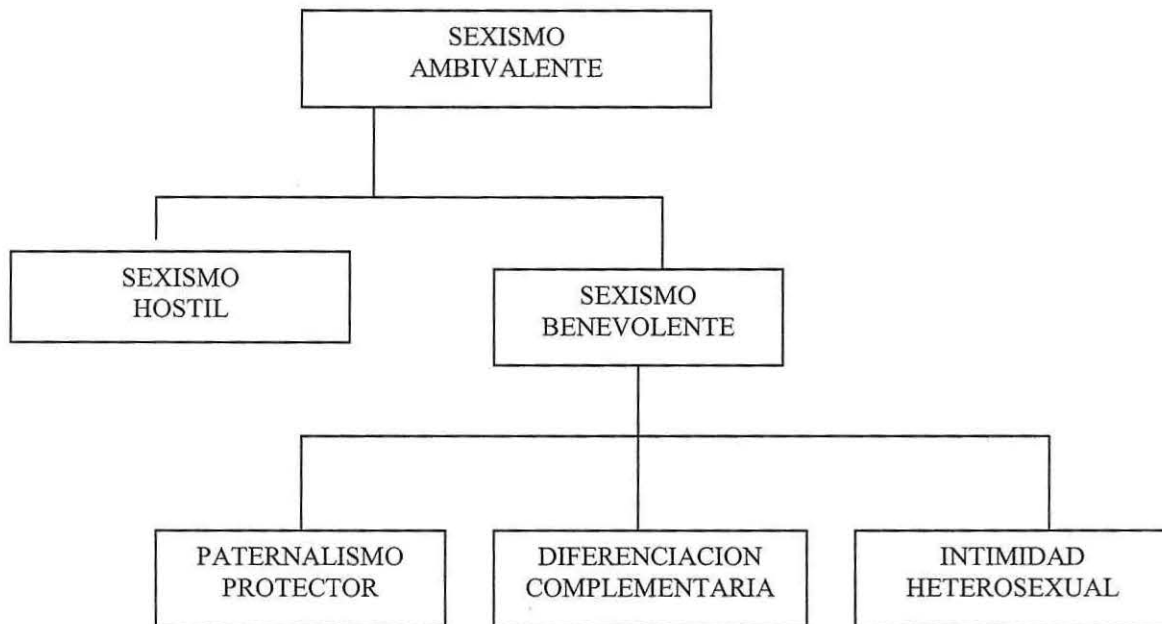 SEXISMO
AMBIVALENTE
SEXISMO
HOSTIL
SEXISMO
BENEVOLENTE
PATERNALISMO
PROTECTOR
DIFERENCIACION
COMPLEMENTARIA
INTIMIDAD
HETEROSEXUAL